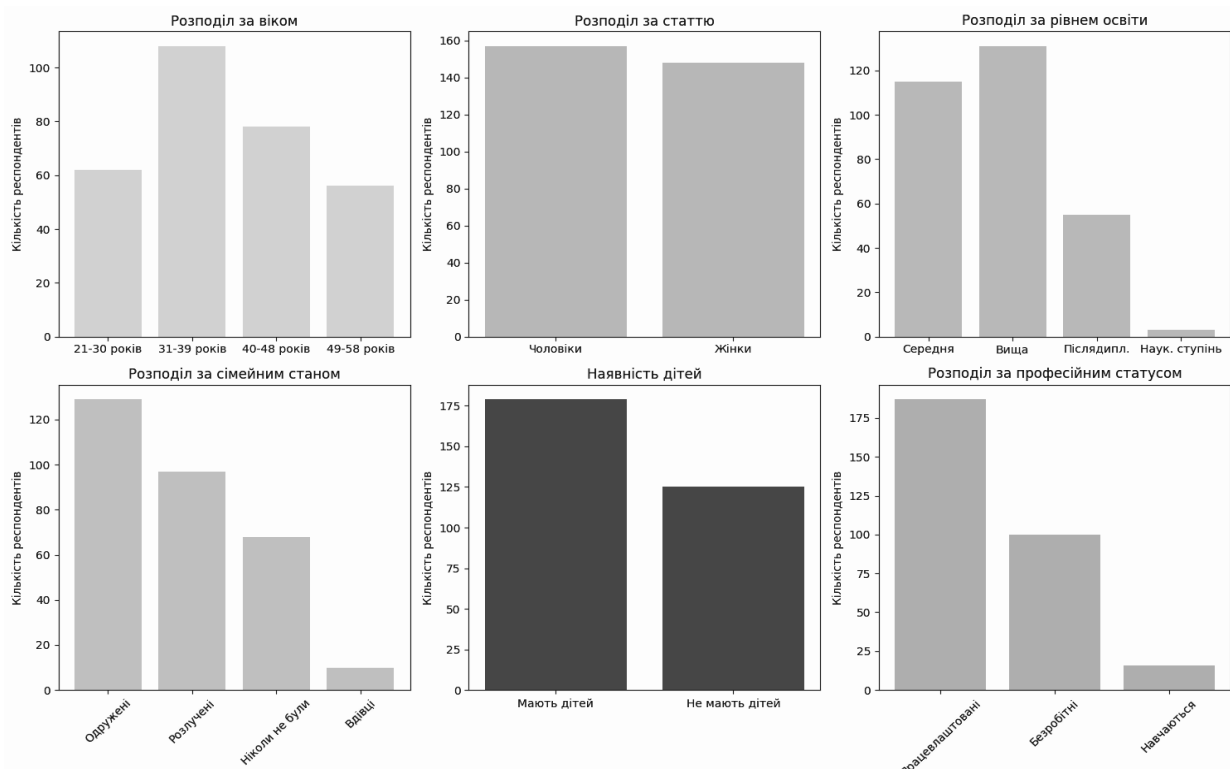 Розподіл за віком
Кількість респондентів
100
80
60
40
20
0
21-30 років 31-39 років 40-48 років 49-58 років
Розподіл за статтю
Кількість респондентів
160
140
120
100
80
60
40
20
0
Чоловіки Жінки
Розподіл за рівнем освіти
Кількість респондентів
120
100
80
60
40
20
0
Середня Вища Післядипл. Наук. ступінь
Розподіл за сімейним станом
Кількість респондентів
120
100
80
60
40
20
0
Одружені Розлучені Ніколи не були Вдівці
Наявність дітей
Кількість респондентів
175
150
125
100
75
50
25
0
Мають дітей Не мають дітей
Розподіл за професійним статусом
Кількість респондентів
175
150
125
100
75
50
25
0
Безробітні Навчаються